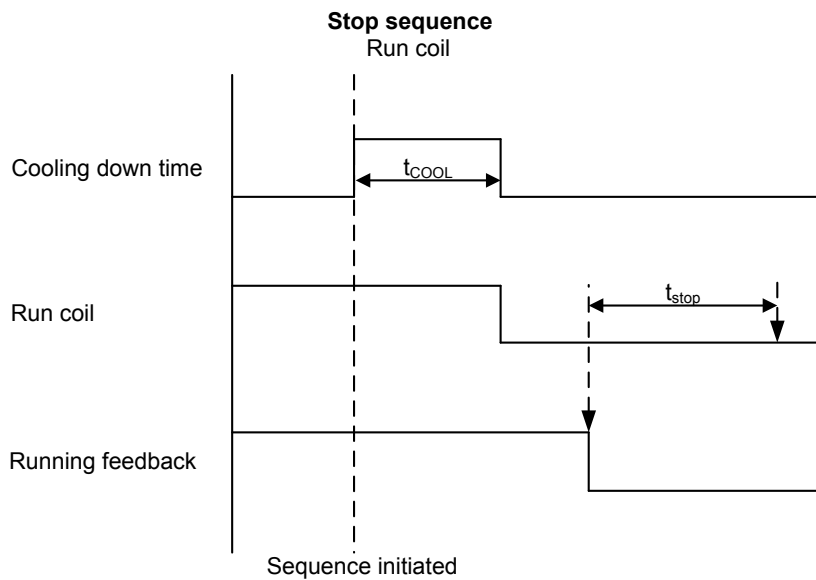 Stop sequence
Run coil
Cooling down time
tCOOL
Run coil
tstop
Running feedback
Sequence initiated